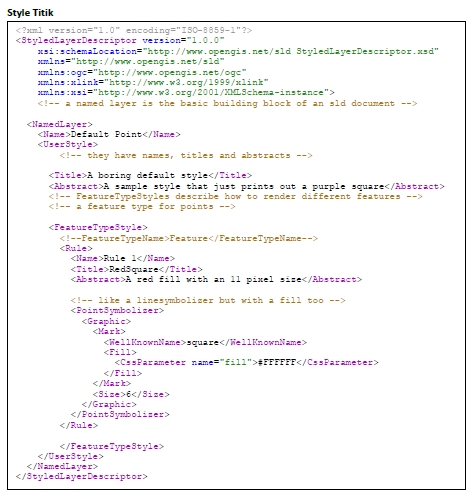 Style Titik
<?xml version="1.0" encoding="ISO-8859-1"?>
<StyledLayerDescriptor version="1.0.0"
xsi:schemaLocation="http://www.opengis.net/sld StyledLayerDescriptor.xsd"
xmlns="http://www.opengis.net/sld"
xmlns:ogc="http://www.opengis.net/ogc"
xmlns:xlink="http://www.w3.org/1999/xlink"
xmlns:xsi="http://www.w3.org/2001/XMLSchema-instance">
<!-- a named layer is the basic building block of an sld document -->
<NamedLayer>
<Name>Default Point</Name>
<UserStyle>
<!-- they have names, titles and abstracts -->
<Title>A boring default style</Title>
<Abstract>A sample style that just prints out a purple square</Abstract>
<!-- FeatureTypeStyles describe how to render different features -->
<!-- a feature type for points -->
<FeatureTypeStyle>
<!--FeatureTypeName>Feature</FeatureTypeName-->
<Rule>
<Name>Rule 1</Name>
<Title>RedSquare</Title>
<Abstract>A red fill with an 11 pixel size</Abstract>
<!-- like a linesymbolizer but with a fill too -->
<PointSymbolizer>
<Graphic>
<Mark>
<WellKnownName>square</WellKnownName>
<Fill>
<CssParameter name="fill">#FFFFFF</CssParameter>
</Fill>
</Mark>
<Size>6</Size>
</Graphic>
</PointSymbolizer>
</Rule>
</FeatureTypeStyle>
</UserStyle>
</NamedLayer>
</StyledLayerDescriptor>